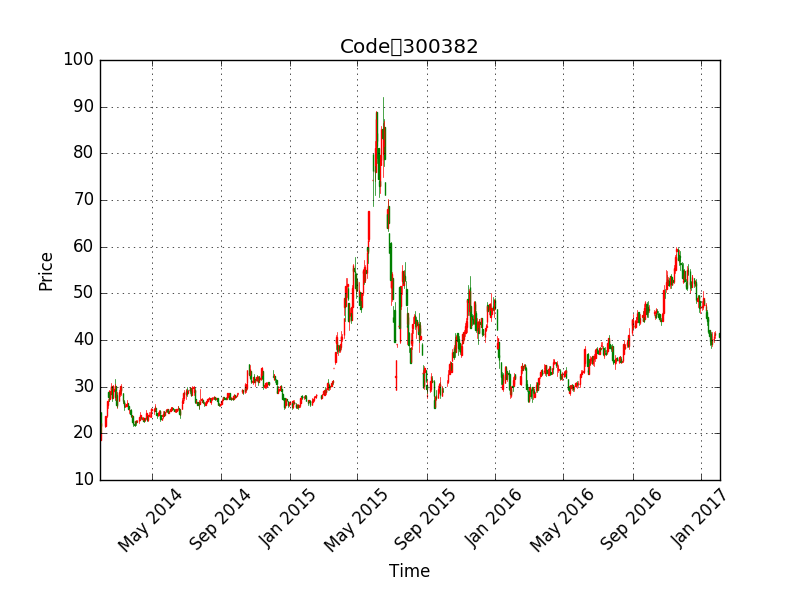 Code▯300382
100
90
80
70
60
50
40
30
20
10
Price
May 2014
Sep 2014
Jan 2015
May 2015
Sep 2015
Jan 2016
May 2016
Sep 2016
Jan 2017
Time